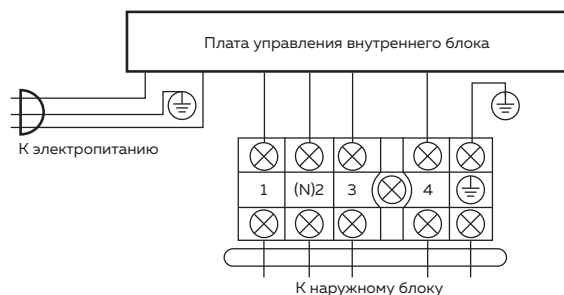 Плата управления внутреннего блока
К электропитанию
1 (N)2 3 4
К наружному блоку